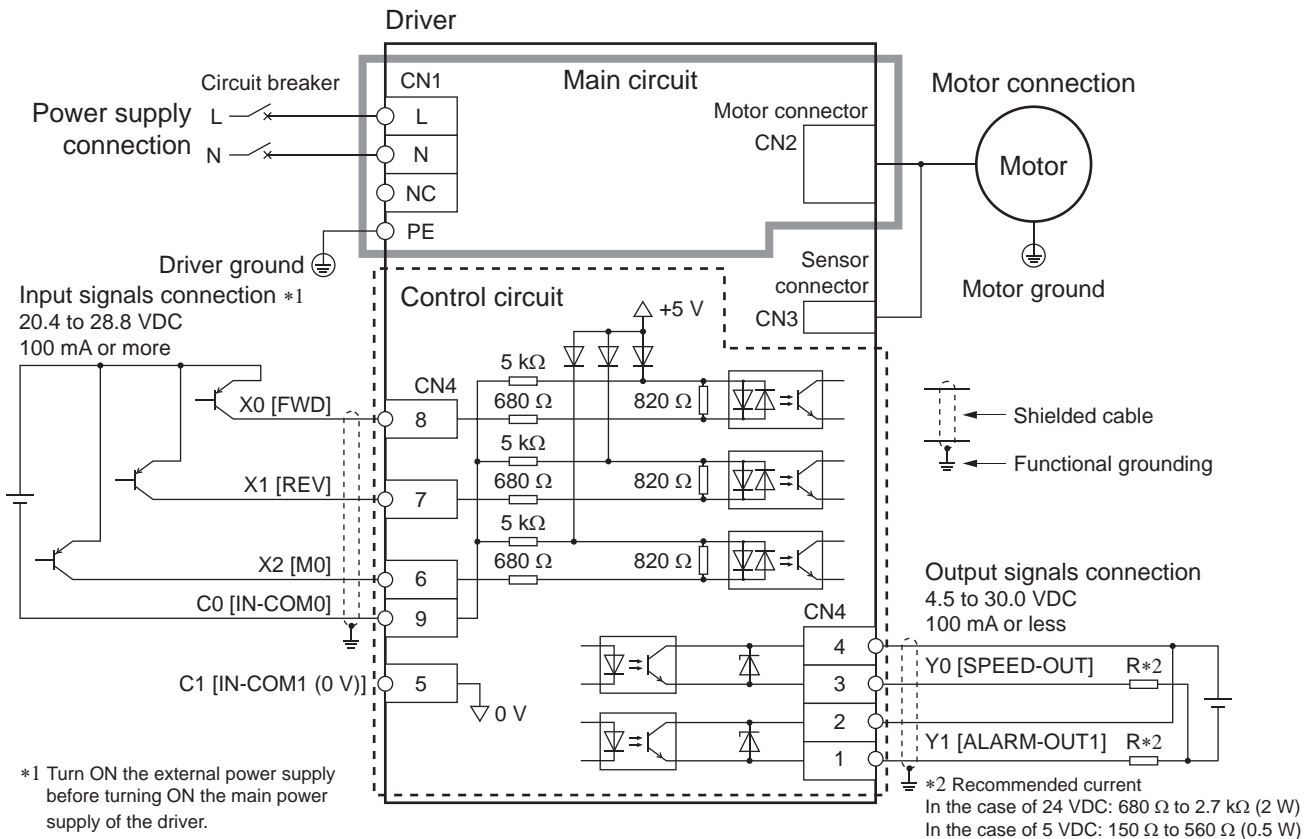 Driver
Circuit breaker
CN1
Main circuit
Power supply
connection
L
N
L
N
NC
PE
Driver ground
Motor connector
CN2
Motor connection
Motor
Motor ground
Sensor
connector
CN3
Input signals connection *1
20.4 to 28.8 VDC
100 mA or more
Control circuit
+5 V
CN4
X0 [FWD]
8
5 kΩ
680 Ω
820 Ω
X1 [REV]
7
5 kΩ
680 Ω
820 Ω
X2 [M0]
6
5 kΩ
680 Ω
820 Ω
C0 [IN-COM0]
9
C1 [IN-COM1 (0 V)]
5
0 V
Shielded cable
Functional grounding
Output signals connection
4.5 to 30.0 VDC
100 mA or less
CN4
4
3
2
1
Y0 [SPEED-OUT]
R*2
Y1 [ALARM-OUT1]
R*2
*1 Turn ON the external power supply
before turning ON the main power
supply of the driver.
*2 Recommended current
In the case of 24 VDC: 680 Ω to 2.7 kΩ (2 W)
In the case of 5 VDC: 150 Ω to 560 Ω (0.5 W)